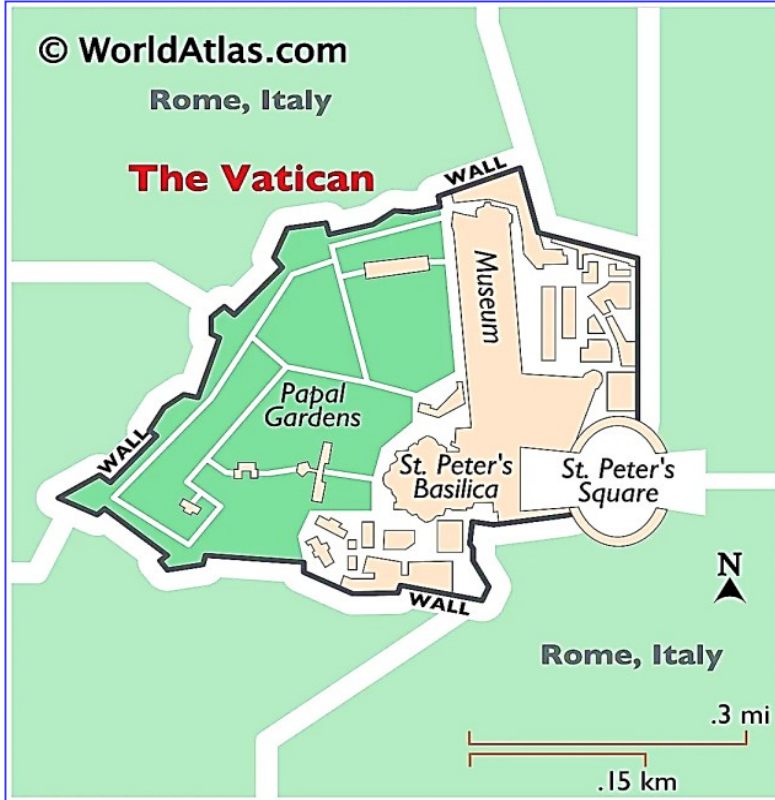 © WorldAtlas.com
Rome, Italy
The Vatican
WALL
Museum
Papal
Gardens
WALL
St. Peter's
Basilica
St. Peter's
Square
WALL
N
Rome, Italy
.3 mi
.15 km